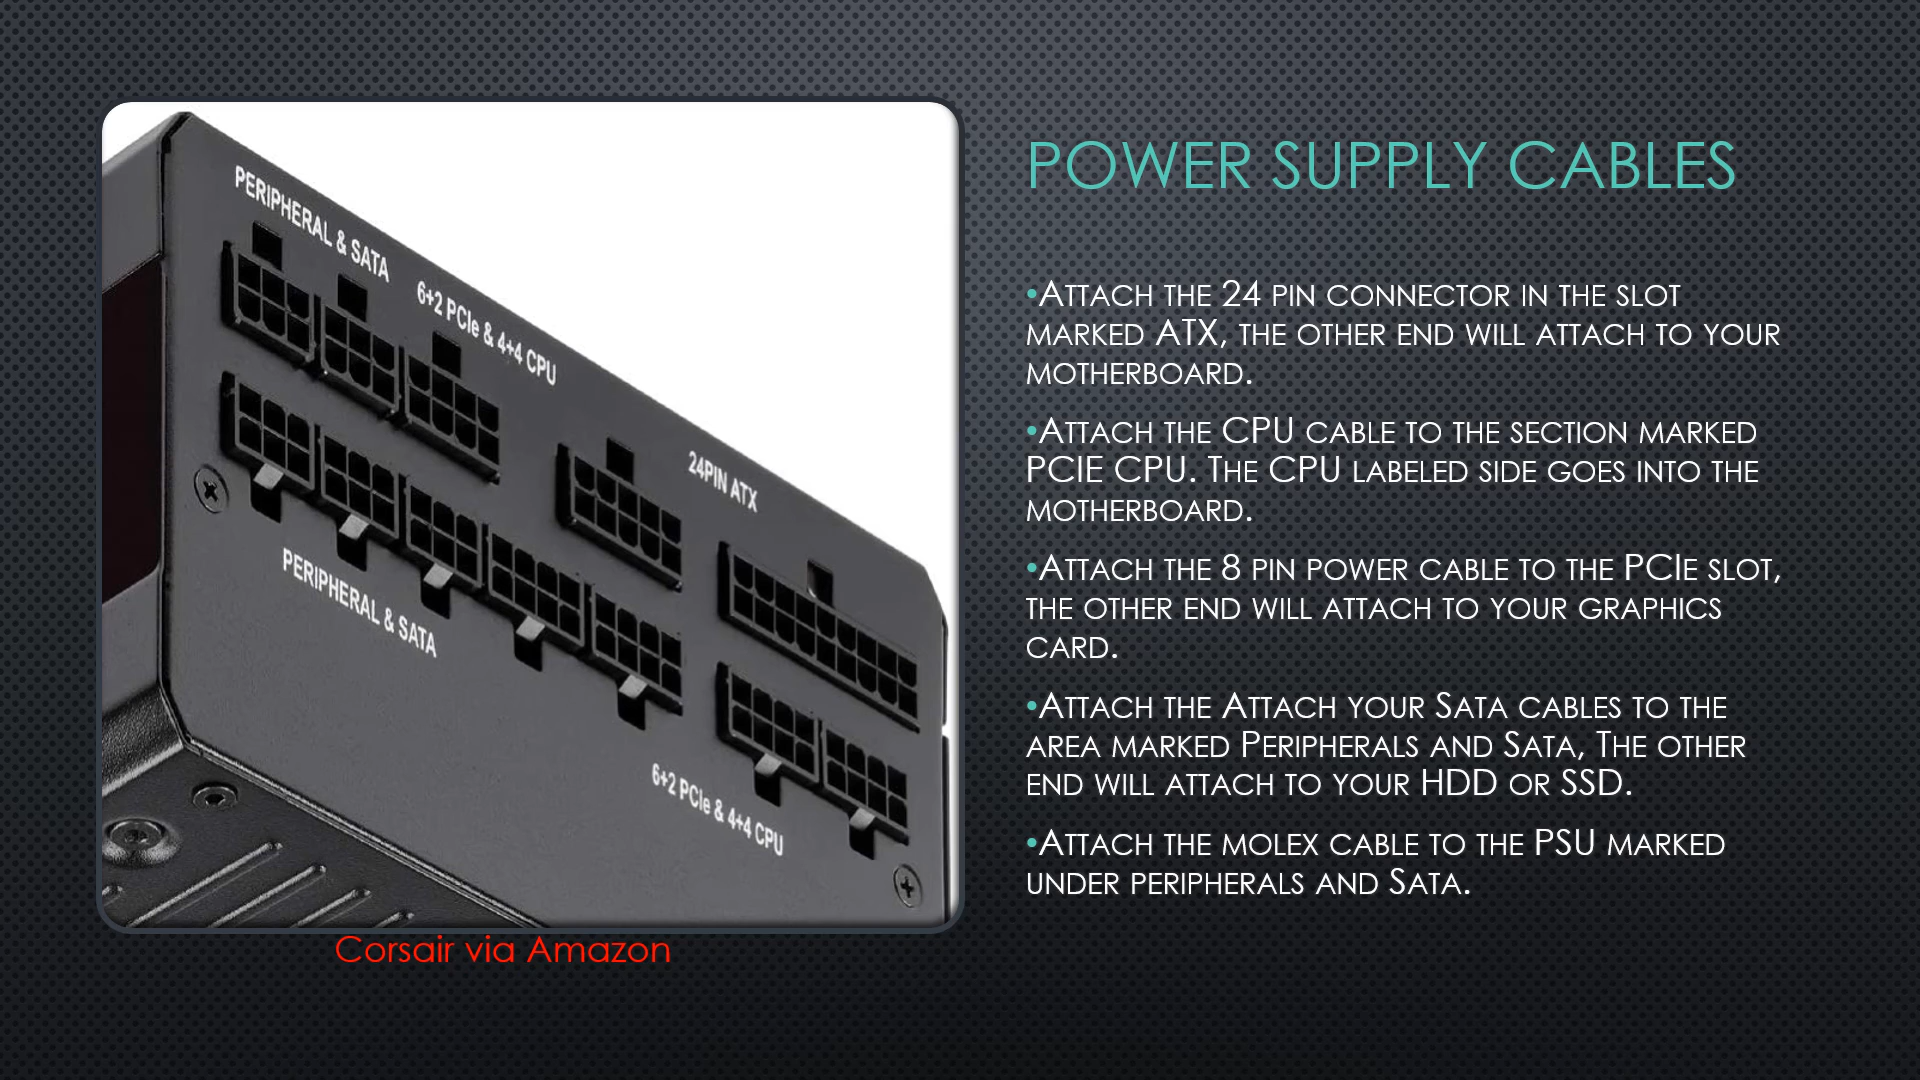 PERIPHERAL & SATA
6+2 PCIe & 4+4 CPU
24PIN ATX
PERIPHERAL & SATA
6+2 PCIe & 4+4 CPU
Corsair via Amazon
POWER SUPPLY CABLES
•ATTACH THE 24 PIN CONNECTOR IN THE SLOT
MARKED ATX, THE OTHER END WILL ATTACH TO YOUR
MOTHERBOARD.
•ATTACH THE CPU CABLE TO THE SECTION MARKED
PCIE CPU. THE CPU LABELED SIDE GOES INTO THE
MOTHERBOARD.
•ATTACH THE 8 PIN POWER CABLE TO THE PCIE SLOT,
THE OTHER END WILL ATTACH TO YOUR GRAPHICS
CARD.
•ATTACH THE ATTACH YOUR SATA CABLES TO THE
AREA MARKED PERIPHERALS AND SATA, THE OTHER
END WILL ATTACH TO YOUR HDD OR SSD.
•ATTACH THE MOLEX CABLE TO THE PSU MARKED
UNDER PERIPHERALS AND SATA.